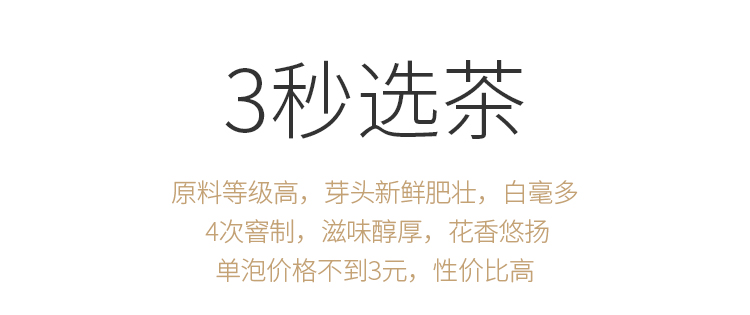 3秒选茶
原料等级高，芽头新鲜肥壮，白毫多
4次窨制，滋味醇厚，花香悠扬
单泡价格不到3元，性价比高